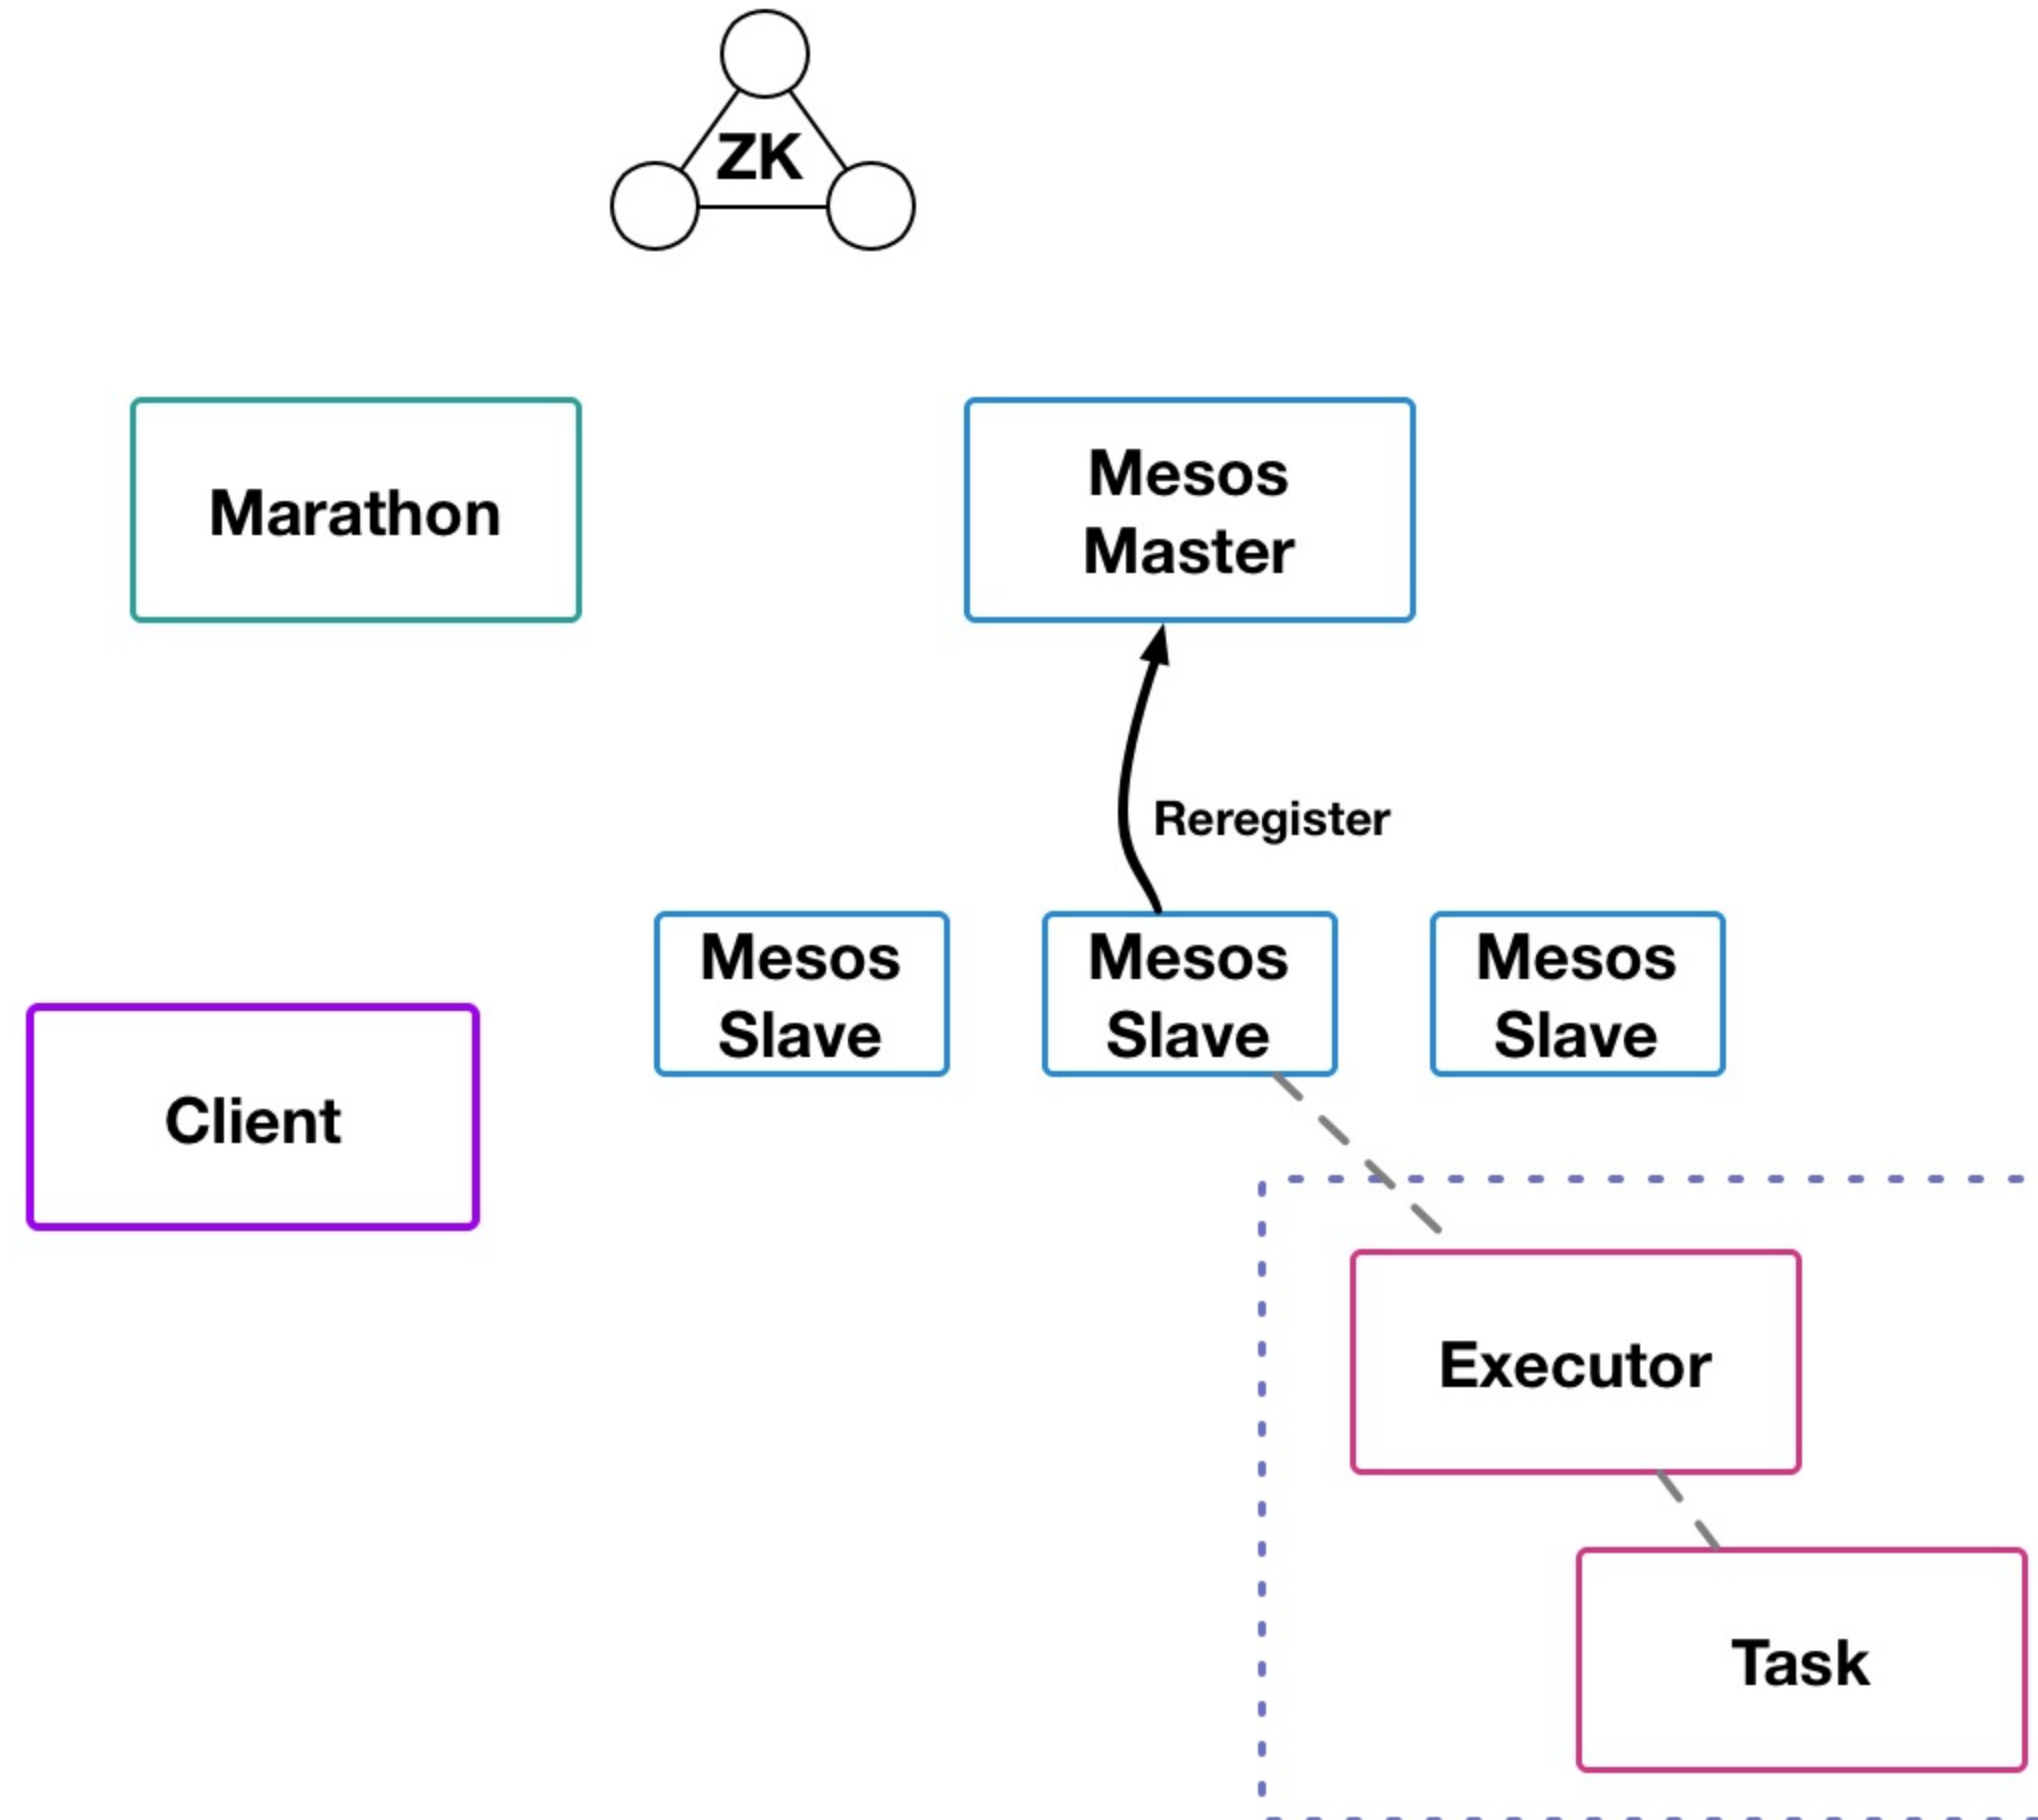 ZK
Marathon
Mesos
Master
Reregister
Mesos
Slave
Mesos
Slave
Mesos
Slave
Client
Executor
Task